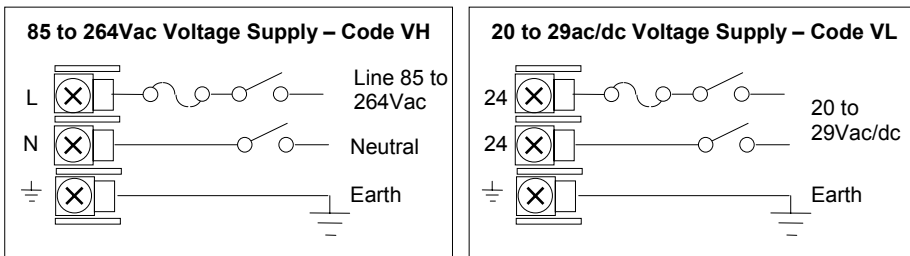 85 to 264Vac Voltage Supply – Code VH
L
Line 85 to
264Vac
N
Neutral
Earth
20 to 29ac/dc Voltage Supply – Code VL
24
20 to
29Vac/dc
24
Earth